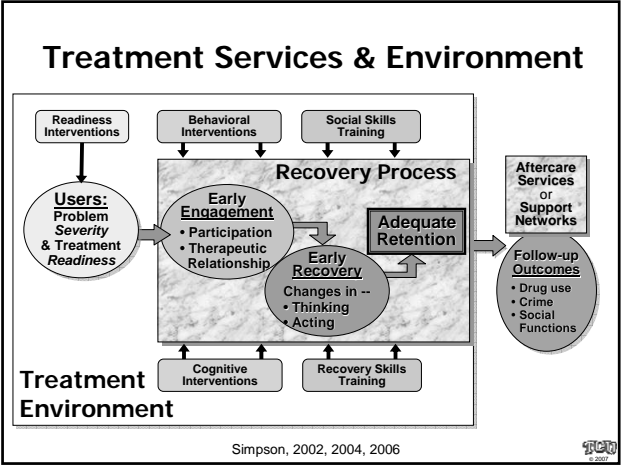 Treatment Services & Environment
Readiness
Interventions
Behavioral
Interventions
Social Skills
Training
Recovery Process
Users:
Problem
Severity
& Treatment
Readiness
Early
Engagement
• Participation
• Therapeutic
Relationship
Early
Recovery
Changes in --
• Thinking
• Acting
Adequate
Retention
Aftercare
Services
or
Support
Networks
Follow-up
Outcomes
• Drug use
• Crime
• Social
Functions
Cognitive
Interventions
Recovery Skills
Training
Treatment
Environment
Simpson, 2002, 2004, 2006
TCU
© 2007